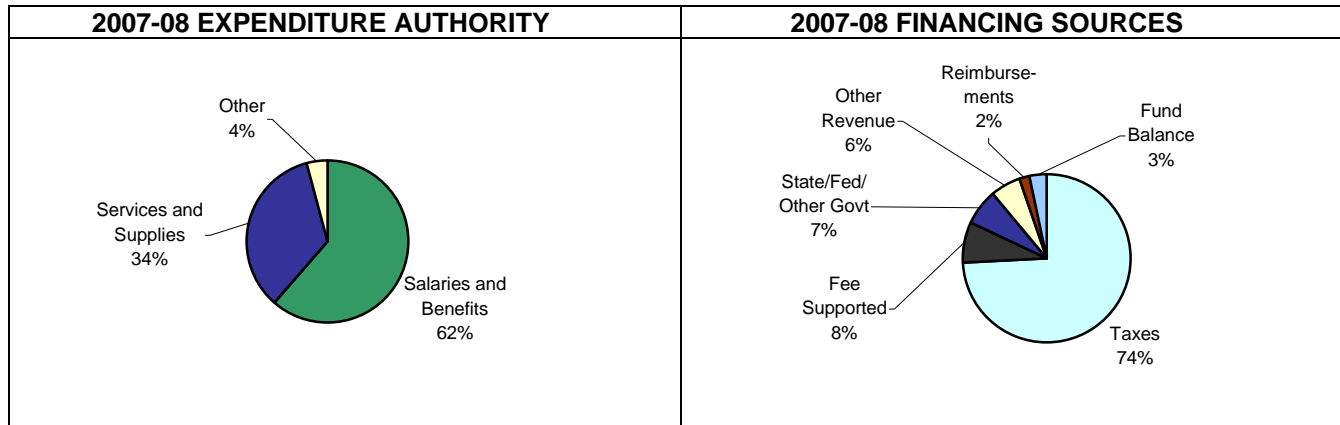 2007-08 EXPENDITURE AUTHORITY
Other
4%
Services and
Supplies
34%
Salaries and
Benefits
62%
2007-08 FINANCING SOURCES
Reimburse-
ments
2%
Other
Revenue
6%
Fund
Balance
3%
State/Fed/
Other Govt
7%
Fee
Supported
8%
Taxes
74%